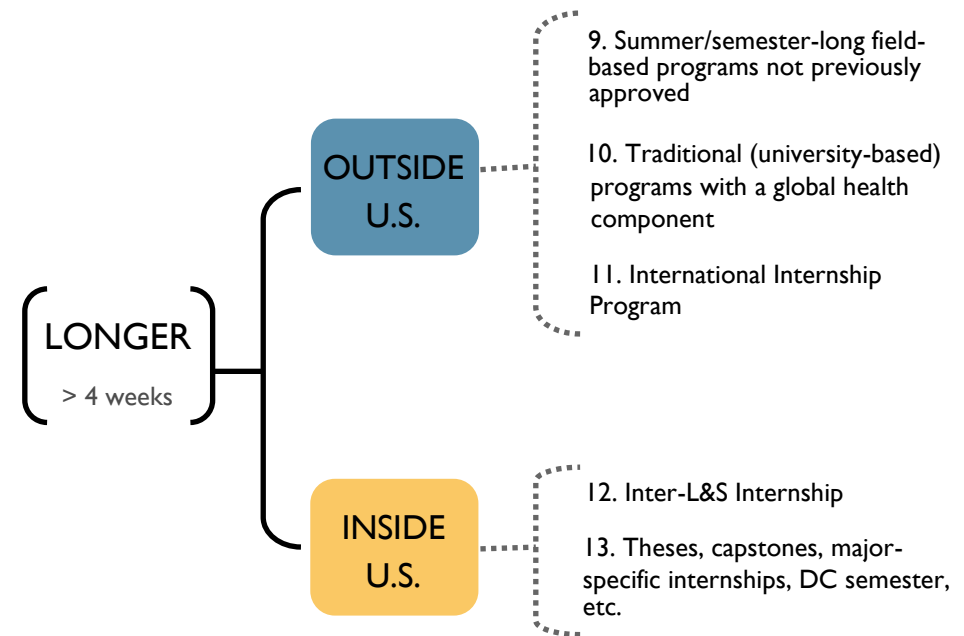 LONGER
> 4 weeks
OUTSIDE
U.S.
9. Summer/semester-long field-
based programs not previously
approved
10. Traditional (university-based)
programs with a global health
component
11. International Internship
Program
INSIDE
U.S.
12. Inter-L&S Internship
13. Theses, capstones, major-
specific internships, DC semester,
etc.